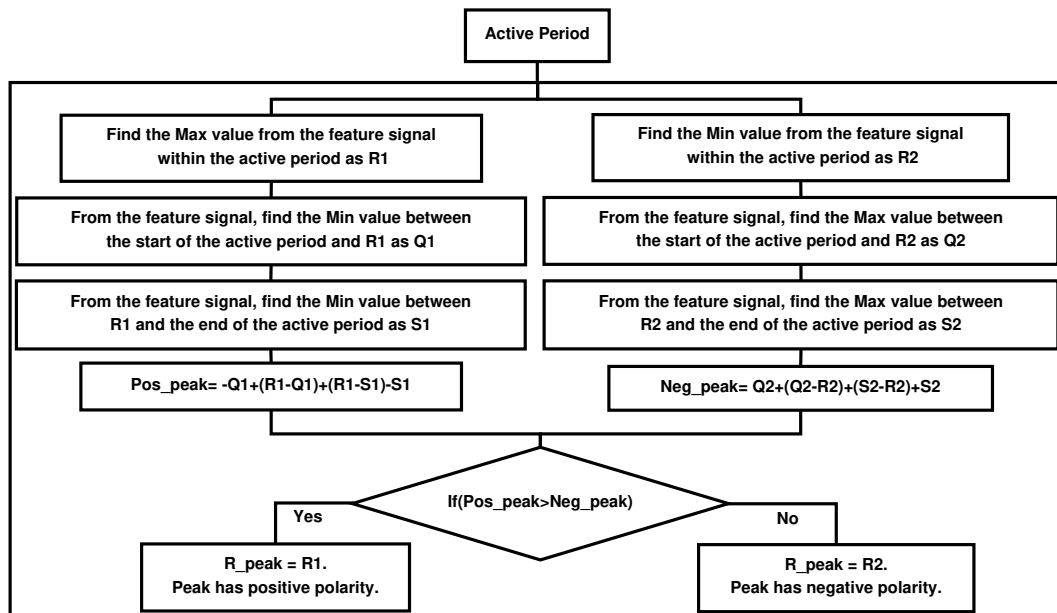 Active Period
Find the Max value from the feature signal
within the active period as R1
Find the Min value from the feature signal
within the active period as R2
From the feature signal, find the Min value between
the start of the active period and R1 as Q1
From the feature signal, find the Max value between
the start of the active period and R2 as Q2
From the feature signal, find the Min value between
R1 and the end of the active period as S1
From the feature signal, find the Max value between
R2 and the end of the active period as S2
Pos_peak= -Q1+(R1-Q1)+(R1-S1)-S1
Neg_peak= Q2+(Q2-R2)+(S2-R2)+S2
If(Pos_peak>Neg_peak)
Yes
No
R_peak = R1.
Peak has positive polarity.
R_peak = R2.
Peak has negative polarity.